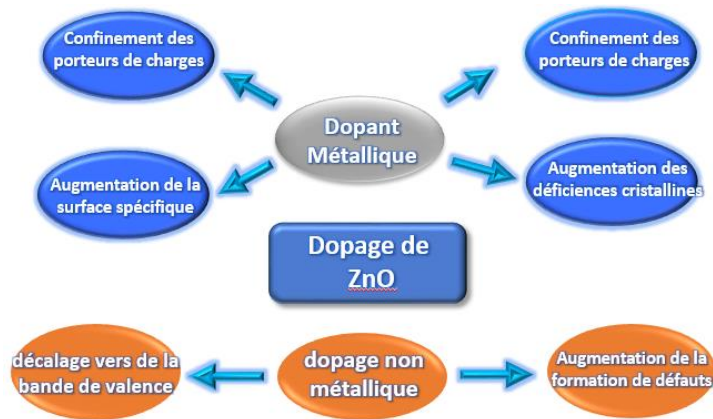 Confinement des
porteurs de charges
Confinement des
porteurs de charges
Dopant
Métallique
Augmentation de la
surface spécifique
Augmentation des
déficiences cristallines
Dopage de
ZnO
décalage vers de la
bande de valence
dopage non
métallique
Augmentation de la
formation de défauts